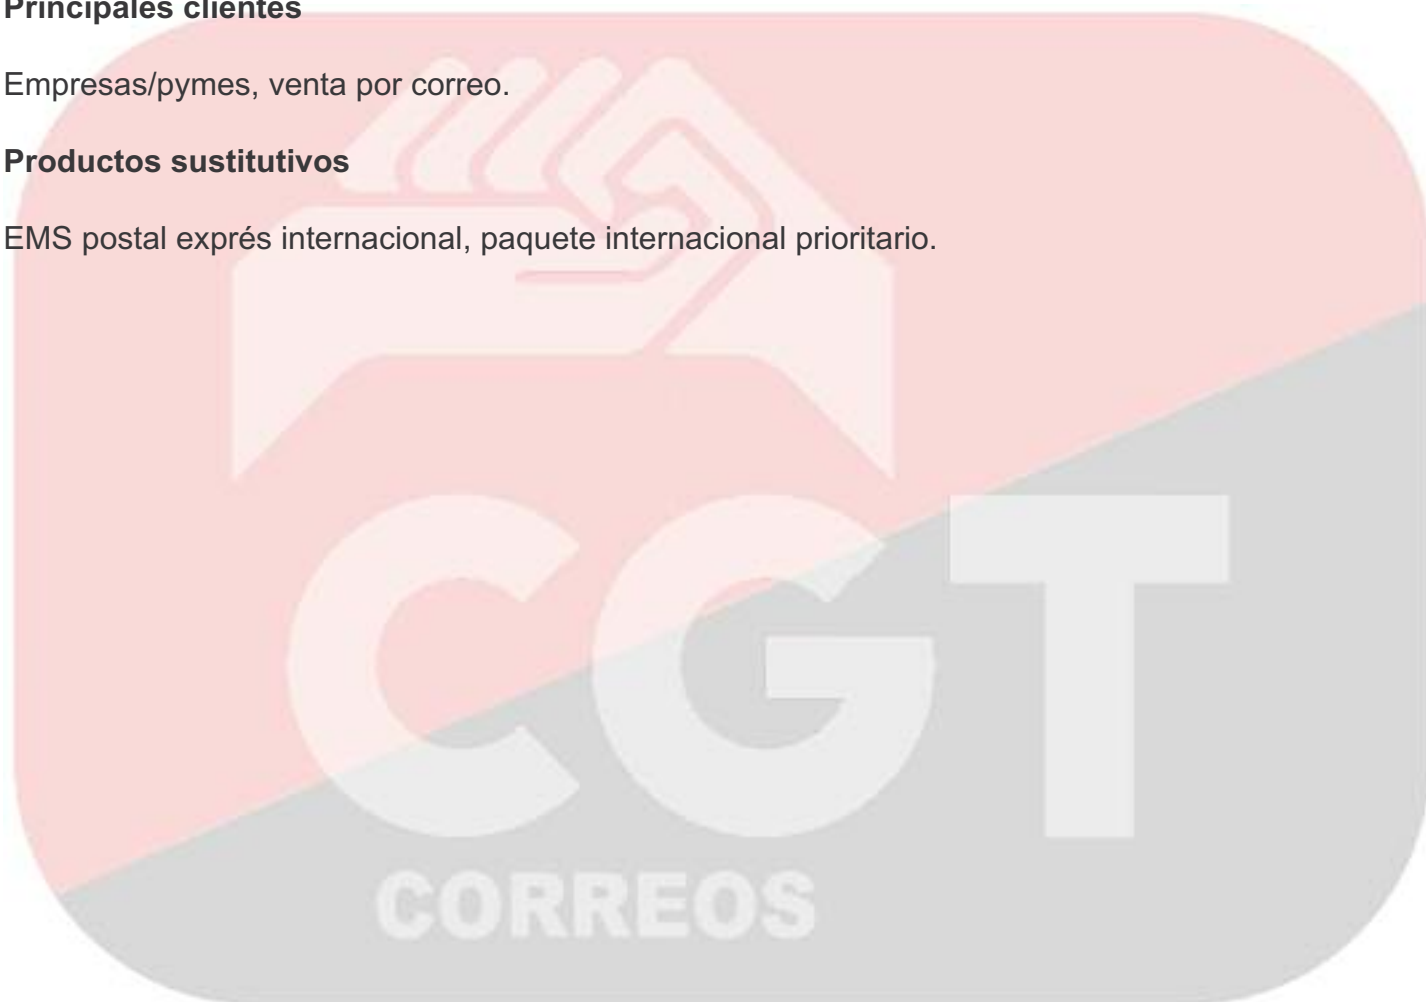 Principales clientes
Empresas/pymes, venta por correo.
Productos sustitutivos
EMS postal exprés internacional, paquete internacional prioritario.
CGT
CORREOS